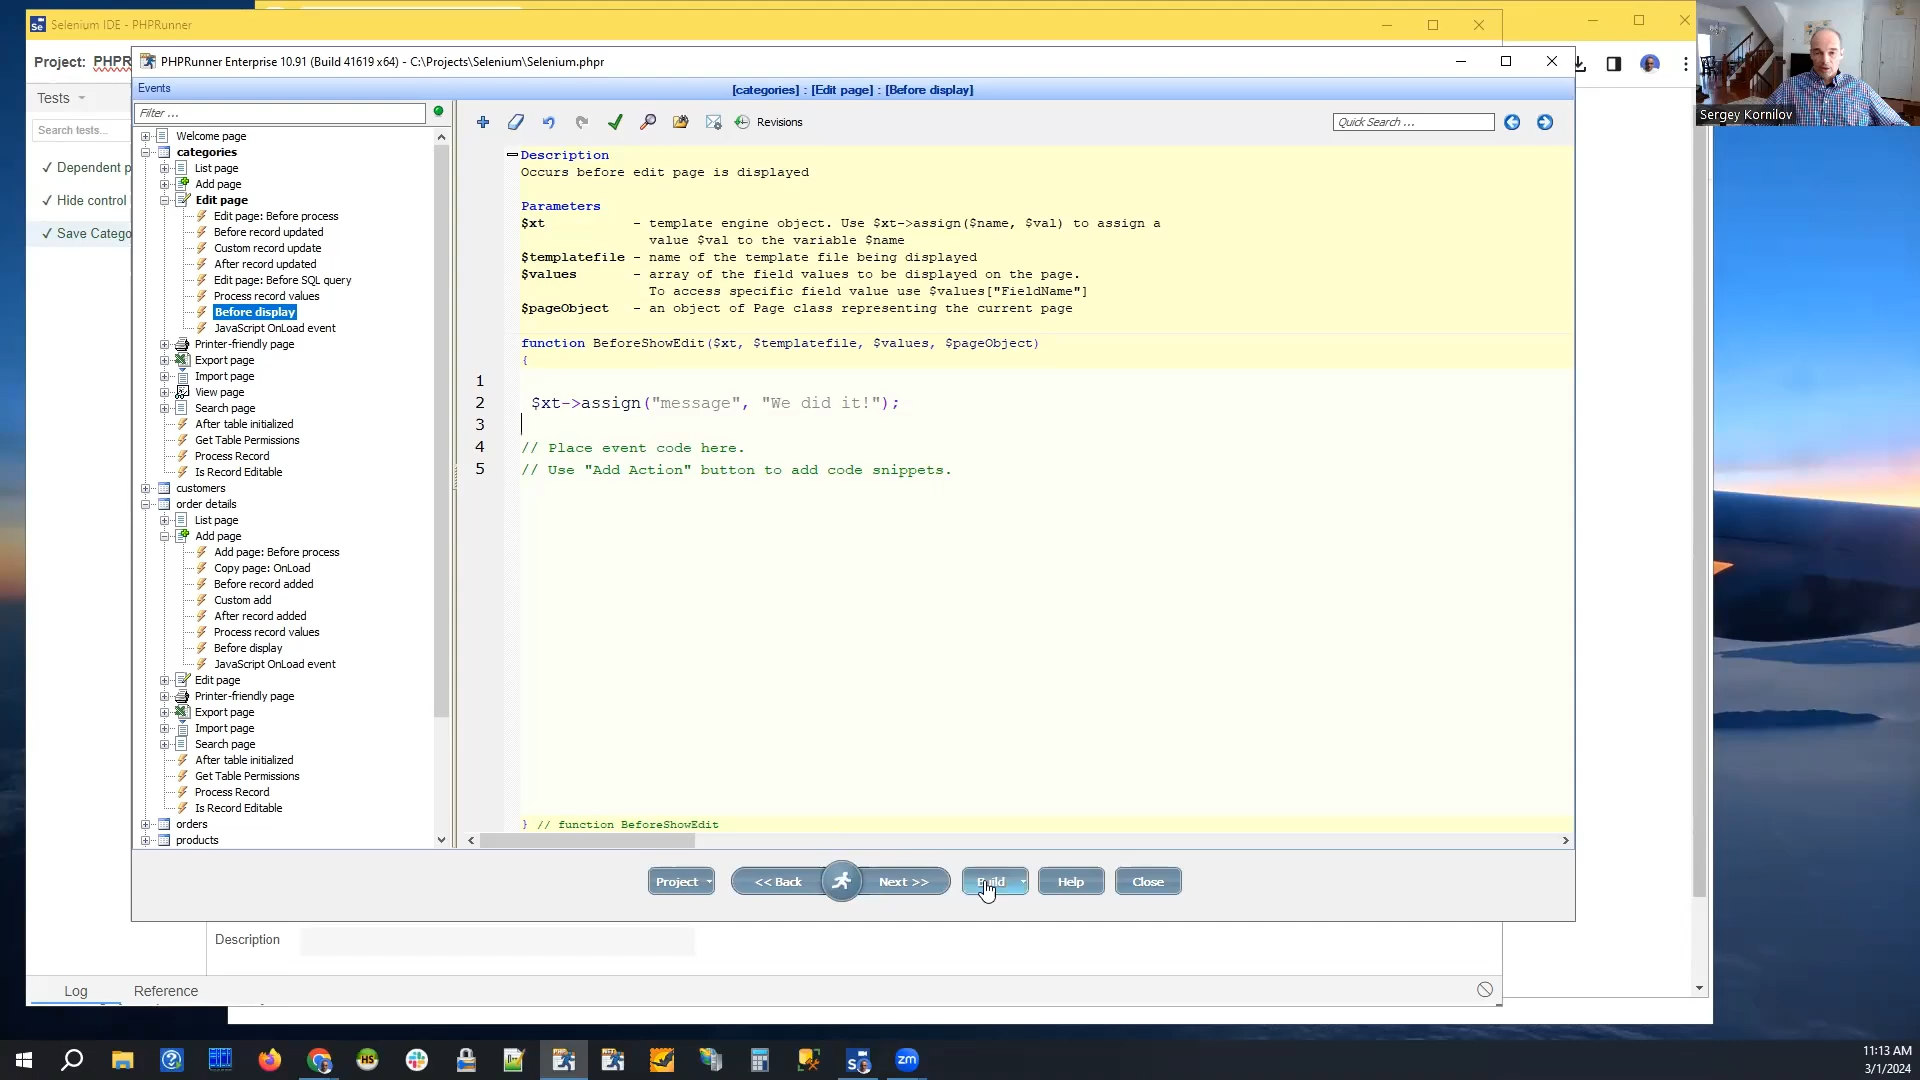 Selenium IDE - PHPRunner
Project: PHPR
PHPRunner Enterprise 10.91 (Build 41619 x64) - C:\Projects\Selenium\Selenium.phpr
Sergey Kornilov
Events
[categories] : [Edit page] : [Before display]
Tests
Filter ...
Search tests...
✓ Dependent p
✓ Hide control
✓ Save Catego
Welcome page
categories
List page
Add page
Edit page
Edit page: Before process
Before record updated
Custom record update
After record updated
Edit page: Before SQL query
Process record values
Before display
JavaScript OnLoad event
Printer-friendly page
Export page
Import page
View page
Search page
After table initialized
Get Table Permissions
Process Record
Is Record Editable
customers
order details
List page
Add page
Add page: Before process
Copy page: OnLoad
Before record added
Custom add
After record added
Process record values
Before display
JavaScript OnLoad event
Edit page
Printer-friendly page
Export page
Import page
Search page
After table initialized
Get Table Permissions
Process Record
Is Record Editable
orders
products
Revisions
Quick Search ...
Description
Occurs before edit page is displayed
Parameters
$xt - template engine object. Use $xt->assign($name, $val) to assign a
value $val to the variable $name
$templatefile - name of the template file being displayed
$values - array of the field values to be displayed on the page.
To access specific field value use $values["FieldName"]
$pageObject - an object of Page class representing the current page
function BeforeShowEdit($xt, $templatefile, $values, $pageObject)
{
1
2 $xt->assign("message", "We did it!");
3
4 // Place event code here.
5 // Use "Add Action" button to add code snippets.
} // function BeforeShowEdit
Project
<< Back
Next >>
Build
Help
Close
Description
Log
Reference
Se
HS
zm
11:13 AM
3/1/2024